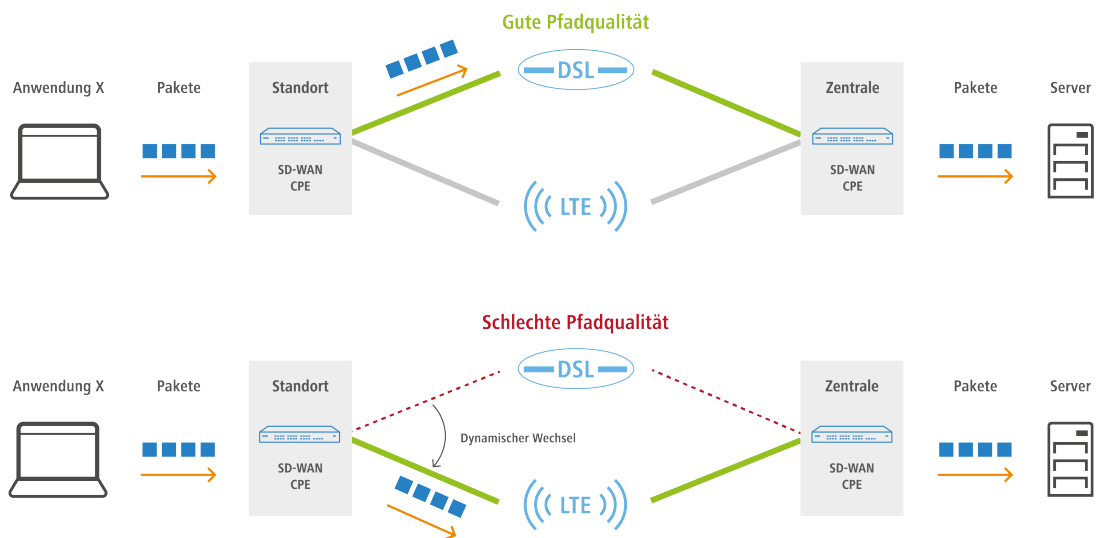 Gute Pfadqualität
DSL
Anwendung X
Pakete
Standort
Zentrale
Pakete
Server
SD-WAN
CPE
SD-WAN
CPE
LTE
Schlechte Pfadqualität
DSL
Anwendung X
Pakete
Standort
Zentrale
Pakete
Server
Dynamischer Wechsel
SD-WAN
CPE
SD-WAN
CPE
LTE